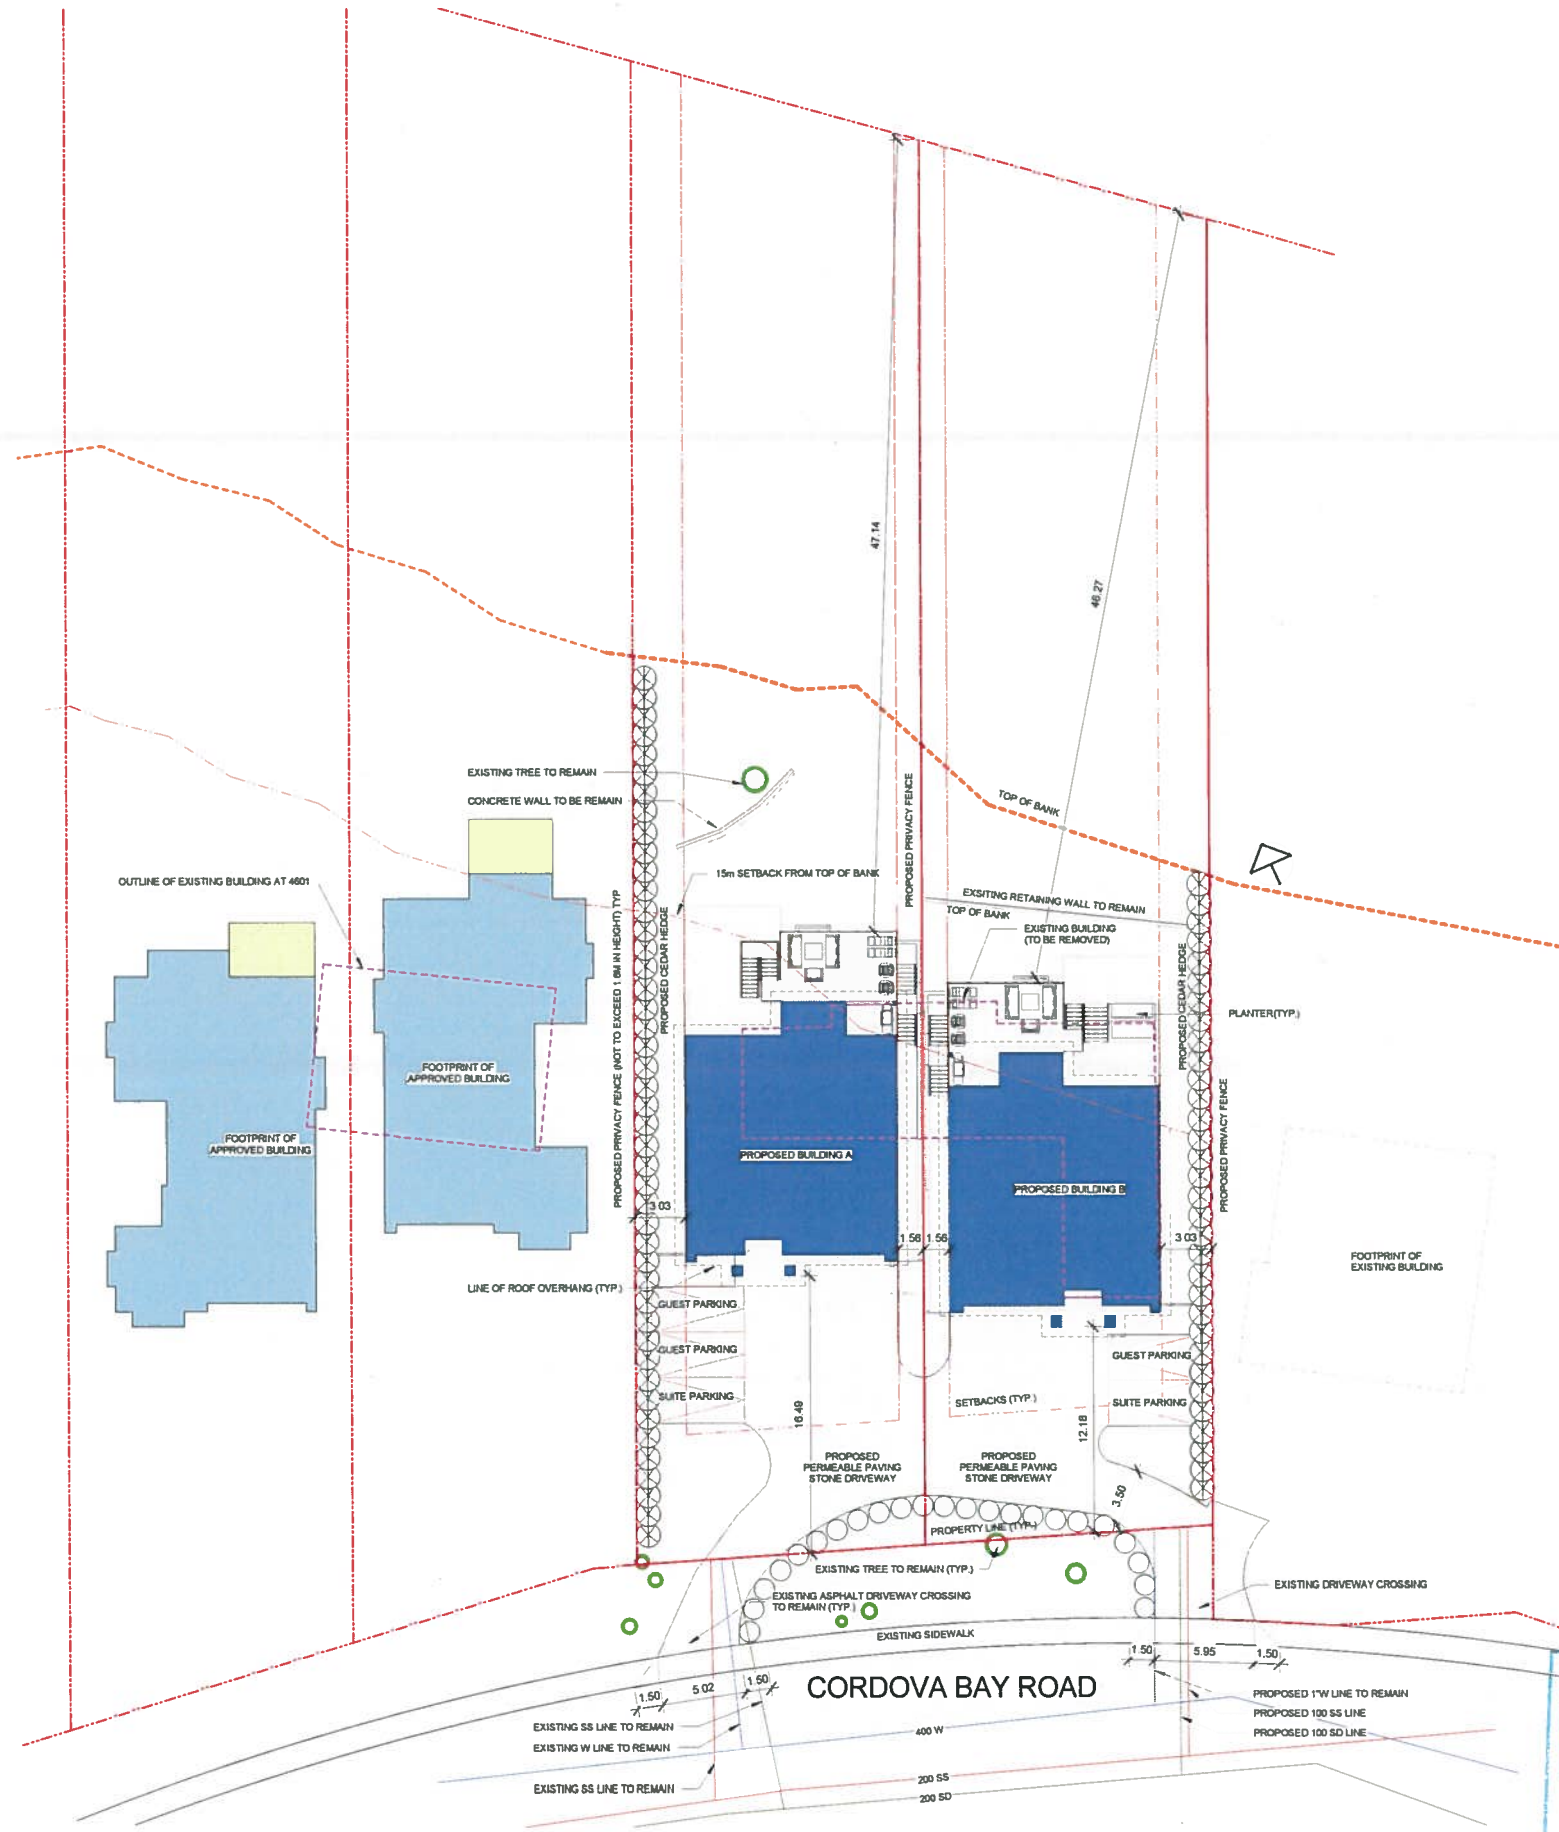 47.14
46.27
TOP OF BANK
EXISTING TREE TO REMAIN
CONCRETE WALL TO BE REMAIN
PROPOSED PRIVACY FENCE
OUTLINE OF EXISTING BUILDING AT 4601
15m SETBACK FROM TOP OF BANK
EXSITING RETAINING WALL TO REMAIN
TOP OF BANK
EXISTING BUILDING
(TO BE REMOVED)
PROPOSED PRIVACY FENCE (NOT TO EXCEED 1.9M IN HEIGHT) TYP
PROPOSED CEDAR HEDGE
PROPOSED CEDAR HEDGE
PLANTER(TYP.)
FOOTPRINT OF
APPROVED BUILDING
FOOTPRINT OF
APPROVED BUILDING
PROPOSED BUILDING A
PROPOSED BUILDING B
PROPOSED PRIVACY FENCE
3.03
1.56
1.56
3.03
FOOTPRINT OF
EXISTING BUILDING
LINE OF ROOF OVERHANG (TYP.)
GUEST PARKING
GUEST PARKING
SUITE PARKING
GUEST PARKING
SUITE PARKING
SETBACKS (TYP.)
16.49
12.18
PROPOSED
PERMEABLE PAVING
STONE DRIVEWAY
PROPOSED
PERMEABLE PAVING
STONE DRIVEWAY
3.50
PROPERTY LINE (TYP.)
EXISTING TREE TO REMAIN (TYP.)
EXISTING ASPHALT DRIVEWAY CROSSING
TO REMAIN (TYP.)
EXISTING DRIVEWAY CROSSING
EXISTING SIDEWALK
1.50
5.95
1.50
1.50
5.02
1.50
CORDOVA BAY ROAD
PROPOSED 1"W LINE TO REMAIN
PROPOSED 100 SS LINE
PROPOSED 100 SD LINE
EXISTING SS LINE TO REMAIN
EXISTING W LINE TO REMAIN
EXISTING SS LINE TO REMAIN
400 W
200 SS
200 SD